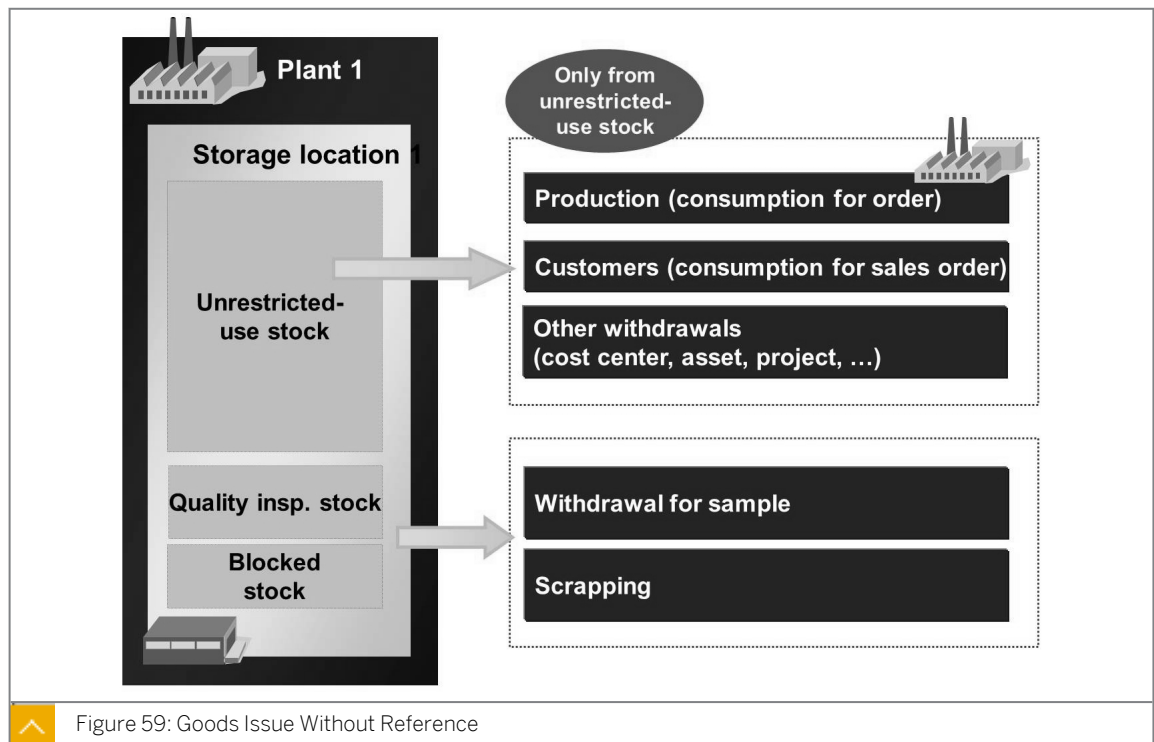 Plant 1
Storage location 1
Unrestricted-
use stock
Quality insp. stock
Blocked
stock
Only from
unrestricted-
use stock
Production (consumption for order)
Customers (consumption for sales order)
Other withdrawals
(cost center, asset, project, …)
Withdrawal for sample
Scrapping
Figure 59: Goods Issue Without Reference